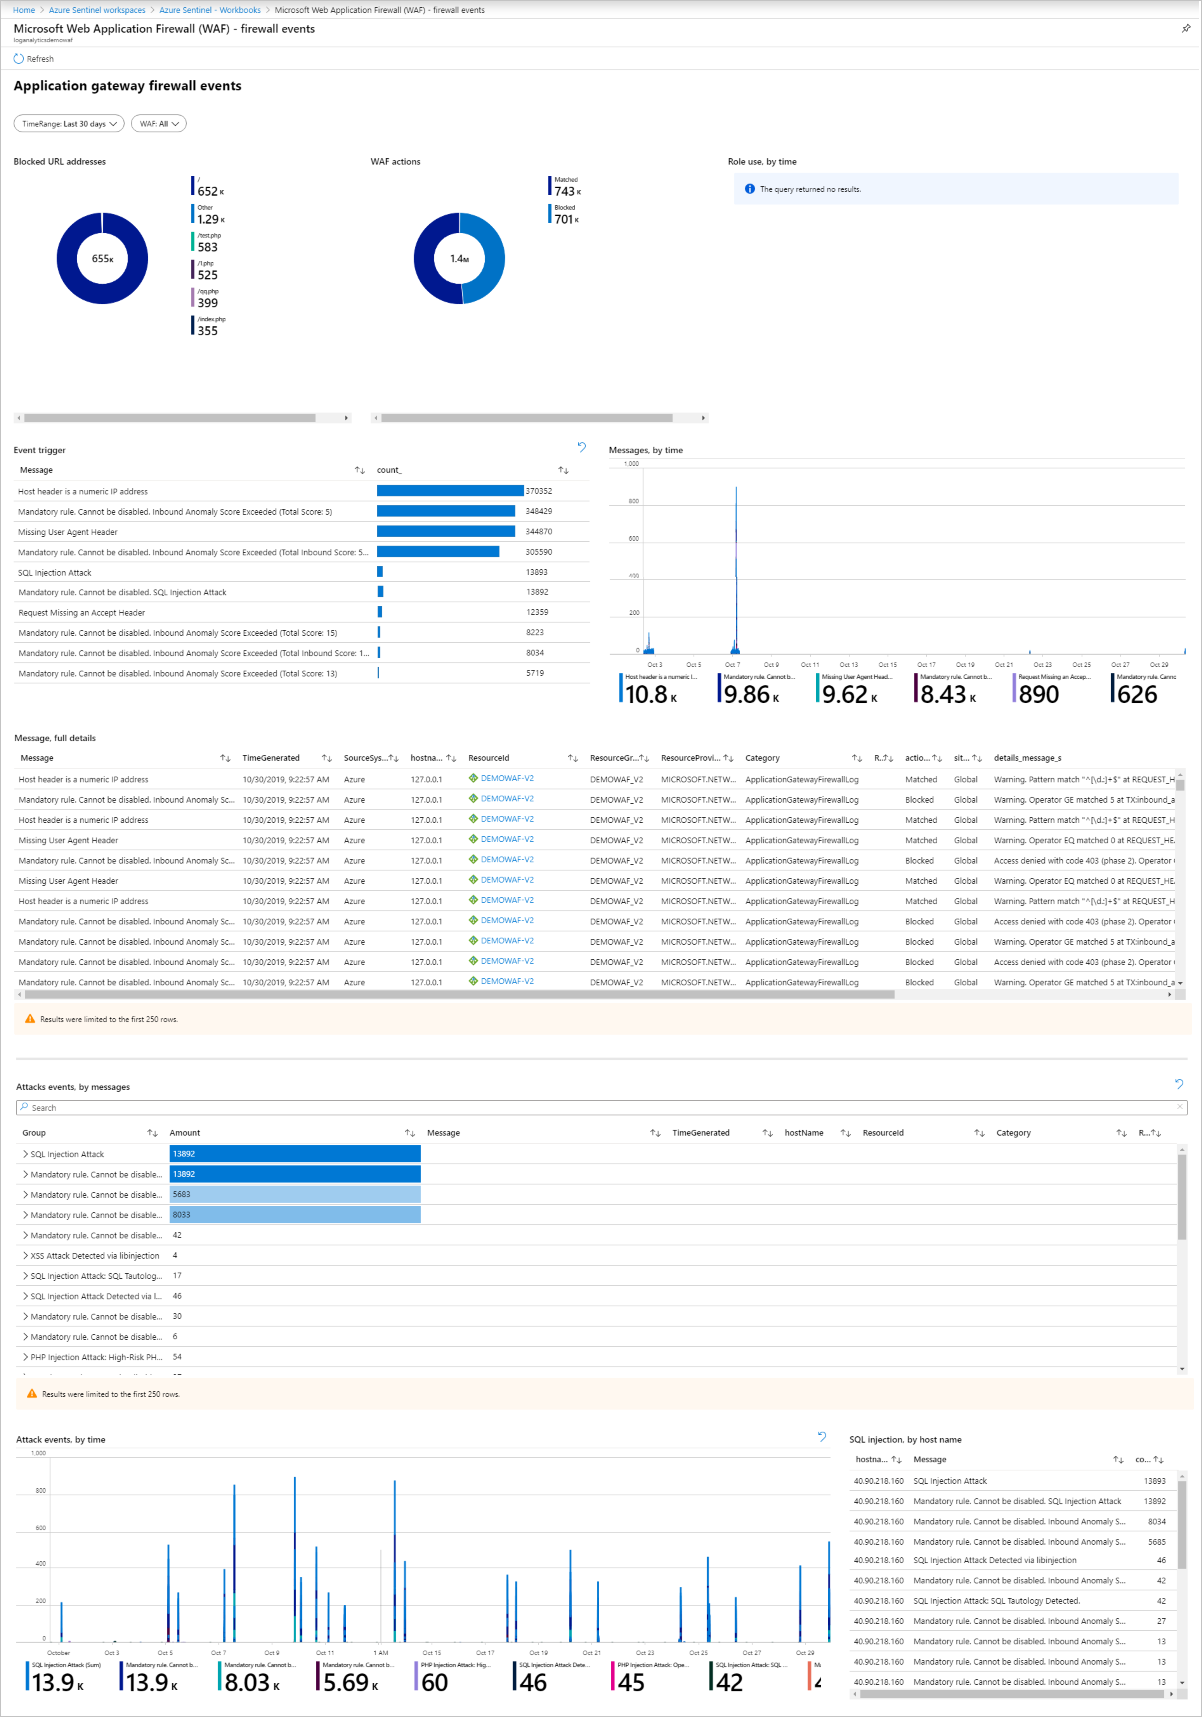 Home > Azure Sentinel workspaces > Azure Sentinel - Workbooks > Microsoft Web Application Firewall (WAF) - firewall events
Microsoft Web Application Firewall (WAF) - firewall events
loganalyticsdemowaf
Refresh
Application gateway firewall events
TimeRange: Last 30 days
WAF: All
Blocked URL addresses
655K
/
652 K
Other
1.29 K
/test.php
583
/1.php
525
/qq.php
399
/index.php
355
WAF actions
1.4M
Matched
743 K
Blocked
701 K
Role use, by time
The query returned no results.
Event trigger
Message count_
Host header is a numeric IP address 370352
Mandatory rule. Cannot be disabled. Inbound Anomaly Score Exceeded (Total Score: 5) 348429
Missing User Agent Header 344870
Mandatory rule. Cannot be disabled. Inbound Anomaly Score Exceeded (Total Inbound Score: 5... 305590
SQL Injection Attack 13893
Mandatory rule. Cannot be disabled. SQL Injection Attack 13892
Request Missing an Accept Header 12359
Mandatory rule. Cannot be disabled. Inbound Anomaly Score Exceeded (Total Score: 15) 8223
Mandatory rule. Cannot be disabled. Inbound Anomaly Score Exceeded (Total Inbound Score: 1... 8034
Mandatory rule. Cannot be disabled. Inbound Anomaly Score Exceeded (Total Score: 13) 5719
Messages, by time
1,000
800
600
400
200
0
Oct 3 Oct 5 Oct 7 Oct 9 Oct 11 Oct 13 Oct 15 Oct 17 Oct 19 Oct 21 Oct 23 Oct 25 Oct 27 Oct 29
Host header is a numeric I...
10.8 K
Mandatory rule. Cannot b...
9.86 K
Missing User Agent Head...
9.62 K
Mandatory rule. Cannot b...
8.43 K
Request Missing an Accep...
890
Mandatory rule. Canno
626
Message, full details
Message TimeGenerated SourceSys... hostna... ResourceId ResourceGr... ResourceProvi... Category R... actio... sit... details_message_s
Host header is a numeric IP address 10/30/2019, 9:22:57 AM Azure 127.0.0.1 DEMOWAF-V2 DEMOWAF_V2 MICROSOFT.NETW... ApplicationGatewayFirewallLog Matched Global Warning. Pattern match "^[\d.:]+$" at REQUEST_H
Mandatory rule. Cannot be disabled. Inbound Anomaly Sc... 10/30/2019, 9:22:57 AM Azure 127.0.0.1 DEMOWAF-V2 DEMOWAF_V2 MICROSOFT.NETW... ApplicationGatewayFirewallLog Blocked Global Warning. Operator GE matched 5 at TX:inbound_a
Host header is a numeric IP address 10/30/2019, 9:22:57 AM Azure 127.0.0.1 DEMOWAF-V2 DEMOWAF_V2 MICROSOFT.NETW... ApplicationGatewayFirewallLog Matched Global Warning. Pattern match "^[\d.:]+$" at REQUEST_H
Missing User Agent Header 10/30/2019, 9:22:57 AM Azure 127.0.0.1 DEMOWAF-V2 DEMOWAF_V2 MICROSOFT.NETW... ApplicationGatewayFirewallLog Matched Global Warning. Operator EQ matched 0 at REQUEST_HE.
Mandatory rule. Cannot be disabled. Inbound Anomaly Sc... 10/30/2019, 9:22:57 AM Azure 127.0.0.1 DEMOWAF-V2 DEMOWAF_V2 MICROSOFT.NETW... ApplicationGatewayFirewallLog Blocked Global Access denied with code 403 (phase 2). Operator
Missing User Agent Header 10/30/2019, 9:22:57 AM Azure 127.0.0.1 DEMOWAF-V2 DEMOWAF_V2 MICROSOFT.NETW... ApplicationGatewayFirewallLog Matched Global Warning. Operator EQ matched 0 at REQUEST_HE.
Host header is a numeric IP address 10/30/2019, 9:22:57 AM Azure 127.0.0.1 DEMOWAF-V2 DEMOWAF_V2 MICROSOFT.NETW... ApplicationGatewayFirewallLog Matched Global Warning. Pattern match "^[\d.:]+$" at REQUEST_H
Mandatory rule. Cannot be disabled. Inbound Anomaly Sc... 10/30/2019, 9:22:57 AM Azure 127.0.0.1 DEMOWAF-V2 DEMOWAF_V2 MICROSOFT.NETW... ApplicationGatewayFirewallLog Blocked Global Access denied with code 403 (phase 2). Operator
Mandatory rule. Cannot be disabled. Inbound Anomaly Sc... 10/30/2019, 9:22:57 AM Azure 127.0.0.1 DEMOWAF-V2 DEMOWAF_V2 MICROSOFT.NETW... ApplicationGatewayFirewallLog Blocked Global Warning. Operator GE matched 5 at TX:inbound_a
Mandatory rule. Cannot be disabled. Inbound Anomaly Sc... 10/30/2019, 9:22:57 AM Azure 127.0.0.1 DEMOWAF-V2 DEMOWAF_V2 MICROSOFT.NETW... ApplicationGatewayFirewallLog Blocked Global Access denied with code 403 (phase 2). Operator
Mandatory rule. Cannot be disabled. Inbound Anomaly Sc... 10/30/2019, 9:22:57 AM Azure 127.0.0.1 DEMOWAF-V2 DEMOWAF_V2 MICROSOFT.NETW... ApplicationGatewayFirewallLog Blocked Global Warning. Operator GE matched 5 at TX:inbound_a
Results were limited to the first 250 rows.
Attacks events, by messages
Search
Group Amount Message TimeGenerated hostName ResourceId Category R...
SQL Injection Attack 13892
Mandatory rule. Cannot be disable... 13892
Mandatory rule. Cannot be disable... 5683
Mandatory rule. Cannot be disable... 8033
Mandatory rule. Cannot be disable... 42
XSS Attack Detected via libinjection 4
SQL Injection Attack: SQL Tautolog... 17
SQL Injection Attack Detected via l... 46
Mandatory rule. Cannot be disable... 30
Mandatory rule. Cannot be disable... 6
PHP Injection Attack: High-Risk PH... 54
Results were limited to the first 250 rows.
Attack events, by time
1,000
800
600
400
200
0
October Oct 3 Oct 5 Oct 7 Oct 9 1 AM Oct 15 Oct 17 Oct 19 Oct 21 Oct 23 Oct 25 Oct 27 Oct 29
SQL Injection Attack (Sum)
13.9 K
Mandatory rule. Cannot b...
13.9 K
Mandatory rule. Cannot b...
8.03 K
Mandatory rule. Cannot b...
5.69 K
PHP Injection Attack: Hig...
60
SQL Injection Attack Dete...
46
PHP Injection Attack: Ope...
45
SQL Injection Attack: SQL ...
42
SQL injection, by host name
hostna... Message co...
40.90.218.160 SQL Injection Attack 13893
40.90.218.160 Mandatory rule. Cannot be disabled. SQL Injection Attack 13892
40.90.218.160 Mandatory rule. Cannot be disabled. Inbound Anomaly S... 8034
40.90.218.160 Mandatory rule. Cannot be disabled. Inbound Anomaly S... 5685
40.90.218.160 SQL Injection Attack Detected via libinjection 46
40.90.218.160 Mandatory rule. Cannot be disabled. Inbound Anomaly S... 42
40.90.218.160 SQL Injection Attack: SQL Tautology Detected. 42
40.90.218.160 Mandatory rule. Cannot be disabled. Inbound Anomaly S... 27
40.90.218.160 Mandatory rule. Cannot be disabled. Inbound Anomaly S... 13
40.90.218.160 Mandatory rule. Cannot be disabled. Inbound Anomaly S... 13
40.90.218.160 Mandatory rule. Cannot be disabled. Inbound Anomaly S... 13